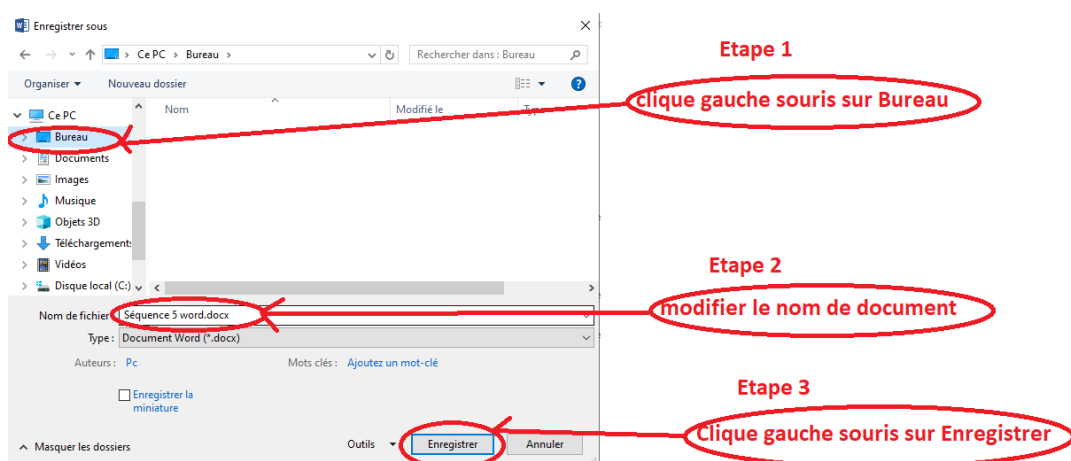 Enregistrer sous
Ce PC > Bureau >
Rechercher dans : Bureau
Etape 1
Organiser
Nouveau dossier
Nom
Modifié le
Type
clique gauche souris sur Bureau
Ce PC
Bureau
Documents
Images
Musique
Objets 3D
Téléchargements
Vidéos
Disque local (C:)
Etape 2
Nom de fichier :
Séquence 5 word.docx
modifier le nom de document
Type :
Document Word (*.docx)
Auteurs :
Pc
Mots clés :
Ajoutez un mot-clé
Etape 3
Enregistrer la
miniature
Clique gauche souris sur Enregistrer
Masquer les dossiers
Outils
Enregistrer
Annuler